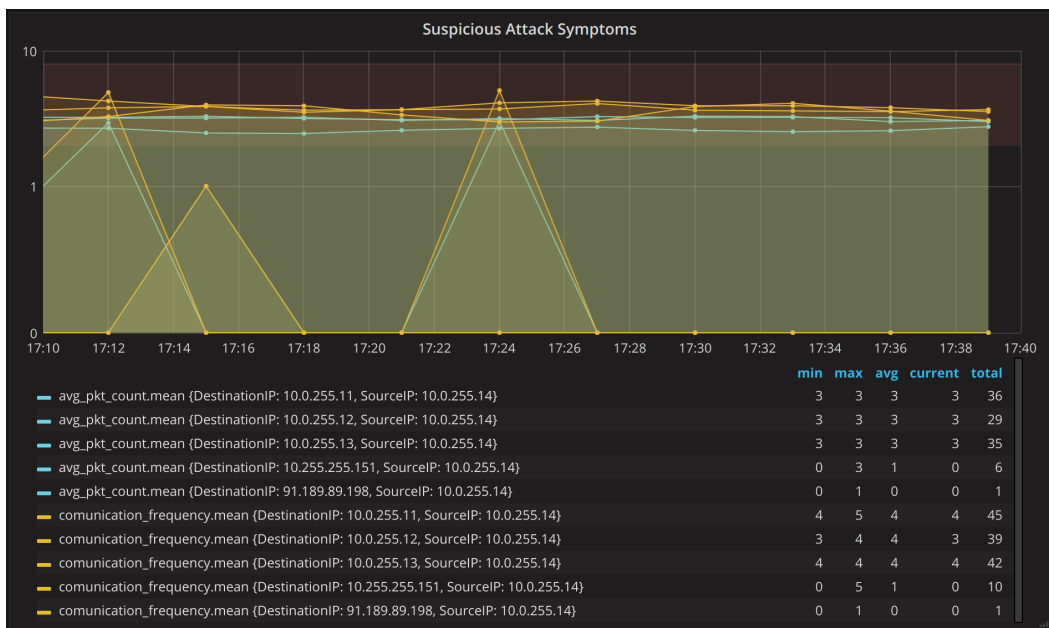 Suspicious Attack Symptoms
10
1
0
17:10 17:12 17:14 17:16 17:18 17:20 17:22 17:24 17:26 17:28 17:30 17:32 17:34 17:36 17:38 17:40
min max avg current total
avg_pkt_count.mean {DestinationIP: 10.0.255.11, SourceIP: 10.0.255.14} 3 3 3 3 36
avg_pkt_count.mean {DestinationIP: 10.0.255.12, SourceIP: 10.0.255.14} 3 3 3 3 29
avg_pkt_count.mean {DestinationIP: 10.0.255.13, SourceIP: 10.0.255.14} 3 3 3 3 35
avg_pkt_count.mean {DestinationIP: 10.255.255.151, SourceIP: 10.0.255.14} 0 3 1 0 6
avg_pkt_count.mean {DestinationIP: 91.189.89.198, SourceIP: 10.0.255.14} 0 1 0 0 1
comunication_frequency.mean {DestinationIP: 10.0.255.11, SourceIP: 10.0.255.14} 4 5 4 4 45
comunication_frequency.mean {DestinationIP: 10.0.255.12, SourceIP: 10.0.255.14} 3 4 4 3 39
comunication_frequency.mean {DestinationIP: 10.0.255.13, SourceIP: 10.0.255.14} 4 4 4 4 42
comunication_frequency.mean {DestinationIP: 10.255.255.151, SourceIP: 10.0.255.14} 0 5 1 0 10
comunication_frequency.mean {DestinationIP: 91.189.89.198, SourceIP: 10.0.255.14} 0 1 0 0 1